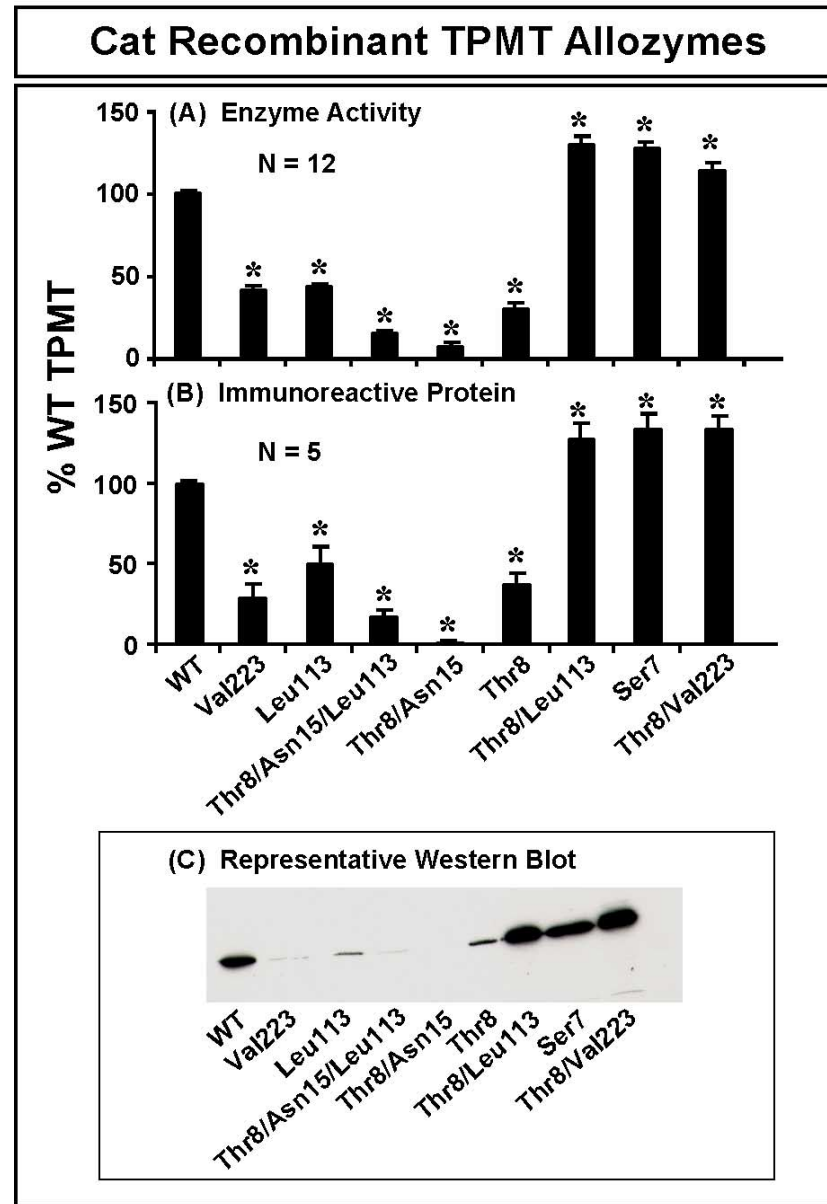 Cat Recombinant TPMT Allozymes
% WT TPMT
(A) Enzyme Activity
N = 12
150
100
50
0
* * * * * * * *
(B) Immunoreactive Protein
N = 5
150
100
50
0
* * * * * * * *
WT
Val223
Leu113
Thr8/Asn15/Leu113
Thr8/Asn15
Thr8
Thr8/Leu113
Ser7
Thr8/Val223
(C) Representative Western Blot
WT
Val223
Leu113
Thr8/Asn15/Leu113
Thr8/Asn15
Thr8
Thr8/Leu113
Ser7
Thr8/Val223